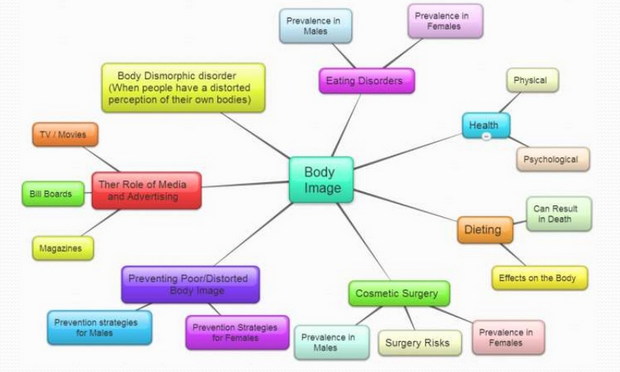 Prevalence in
Males
Prevalence in
Females
Eating Disorders
Body Dismorphic disorder
(When people have a distorted
perception of their own bodies)
Physical
Health
Psychological
TV / Movies
Bill Boards
Ther Role of Media
and Advertising
Magazines
Body
Image
Can Result
in Death
Dieting
Effects on the Body
Preventing Poor/Distorted
Body Image
Prevention strategies
for Males
Prevention Strategies
for Females
Cosmetic Surgery
Prevalence in
Males
Surgery Risks
Prevalence in
Females